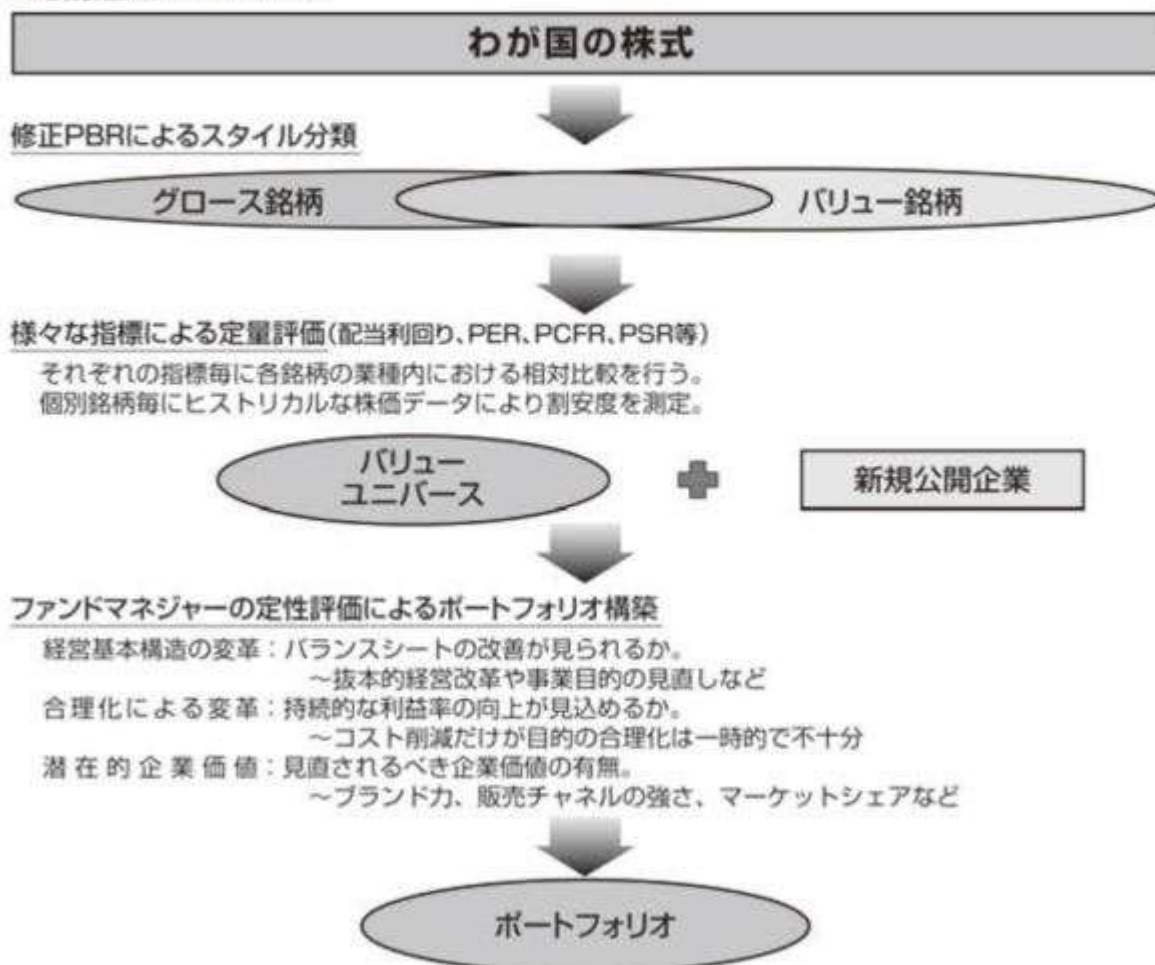 わが国の株式
修正PBRによるスタイル分類
グロース銘柄
バリュー銘柄
様々な指標による定量評価(配当利回り、PER、PCFR、PSR等)
それぞれの指標毎に各銘柄の業種内における相対比較を行う。
個別銘柄毎にヒストリカルな株価データにより割安度を測定。
バリュー
ユニバース
新規公開企業
ファンドマネジャーの定性評価によるポートフォリオ構築
経営基本構造の変革：バランスシートの改善が見られるか。
～抜本的経営改革や事業目的の見直しなど
合理化による変革：持続的な利益率の向上が見込めるか。
～コスト削減だけが目的の合理化は一時的で不十分
潜在的企業価値：見直されるべき企業価値の有無。
～ブランド力、販売チャネルの強さ、マーケットシェアなど
ポートフォリオ